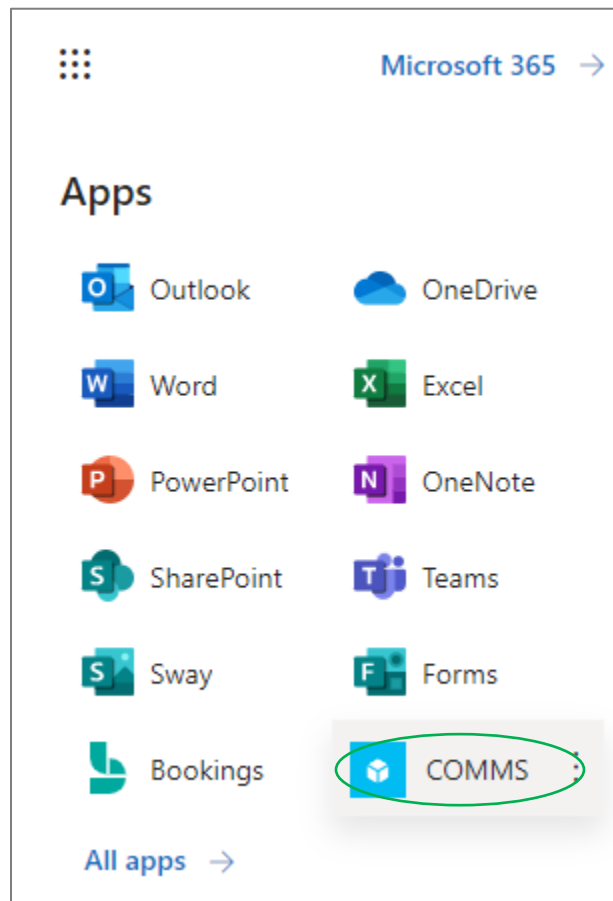 Microsoft 365 →
Apps
Outlook OneDrive
Word Excel
PowerPoint OneNote
SharePoint Teams
Sway Forms
Bookings COMMS
All apps →